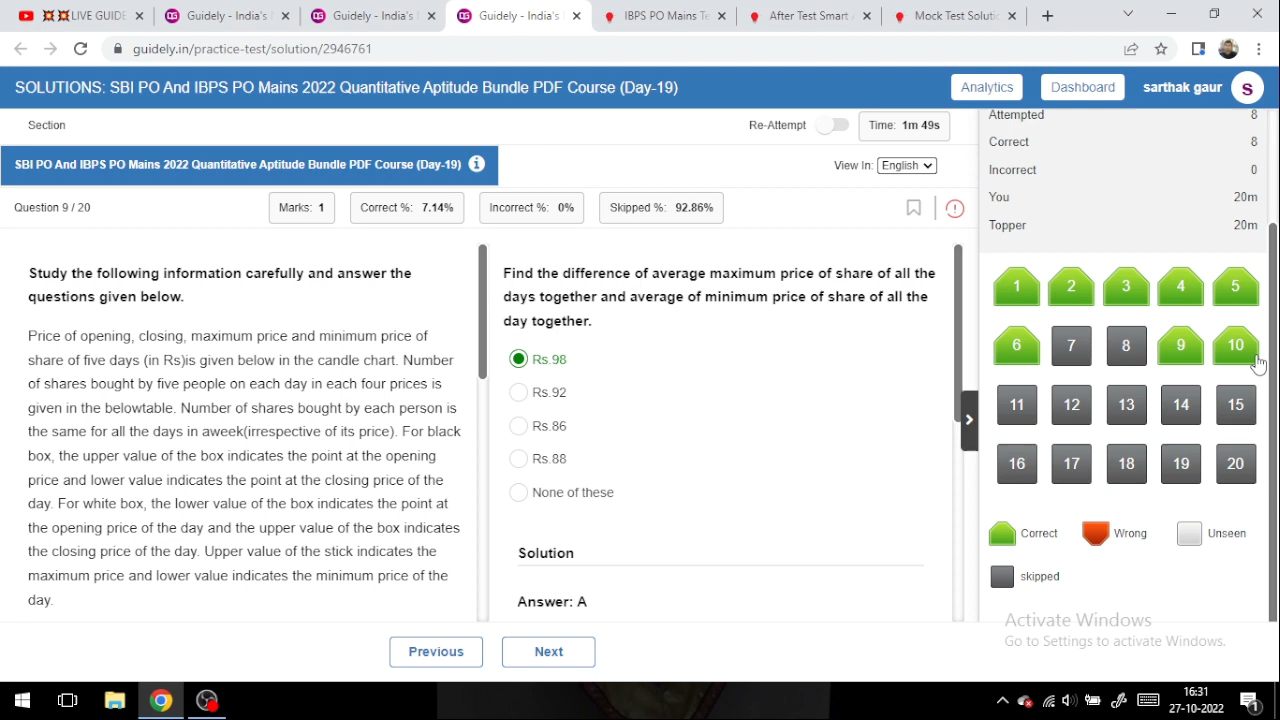 LIVE GUIDE
Guidely - India's
Guidely - India's
Guidely - India's
IBPS PO Mains Te
After Test Smart A
Mock Test Solutio
guidely.in/practice-test/solution/2946761
SOLUTIONS: SBI PO And IBPS PO Mains 2022 Quantitative Aptitude Bundle PDF Course (Day-19)
Analytics
Dashboard
sarthak gaur
s
Section
Re-Attempt
Time: 1m 49s
SBI PO And IBPS PO Mains 2022 Quantitative Aptitude Bundle PDF Course (Day-19)
View In: English
Question 9 / 20
Marks: 1
Correct %: 7.14%
Incorrect %: 0%
Skipped %: 92.86%
Study the following information carefully and answer the
questions given below.
Price of opening, closing, maximum price and minimum price of
share of five days (in Rs)is given below in the candle chart. Number
of shares bought by five people on each day in each four prices is
given in the belowtable. Number of shares bought by each person is
the same for all the days in aweek(irrespective of its price). For black
box, the upper value of the box indicates the point at the opening
price and lower value indicates the point at the closing price of the
day. For white box, the lower value of the box indicates the point at
the opening price of the day and the upper value of the box indicates
the closing price of the day. Upper value of the stick indicates the
maximum price and lower value indicates the minimum price of the
day.
Find the difference of average maximum price of share of all the
days together and average of minimum price of share of all the
day together.
Rs.98
Rs.92
Rs.86
Rs.88
None of these
Solution
Answer: A
Previous
Next
Attempted 8
Correct 8
Incorrect 0
You 20m
Topper 20m
1 2 3 4 5
6 7 8 9 10
11 12 13 14 15
16 17 18 19 20
Correct
Wrong
Unseen
skipped
Activate Windows
Go to Settings to activate Windows.
16:31
27-10-2022
1